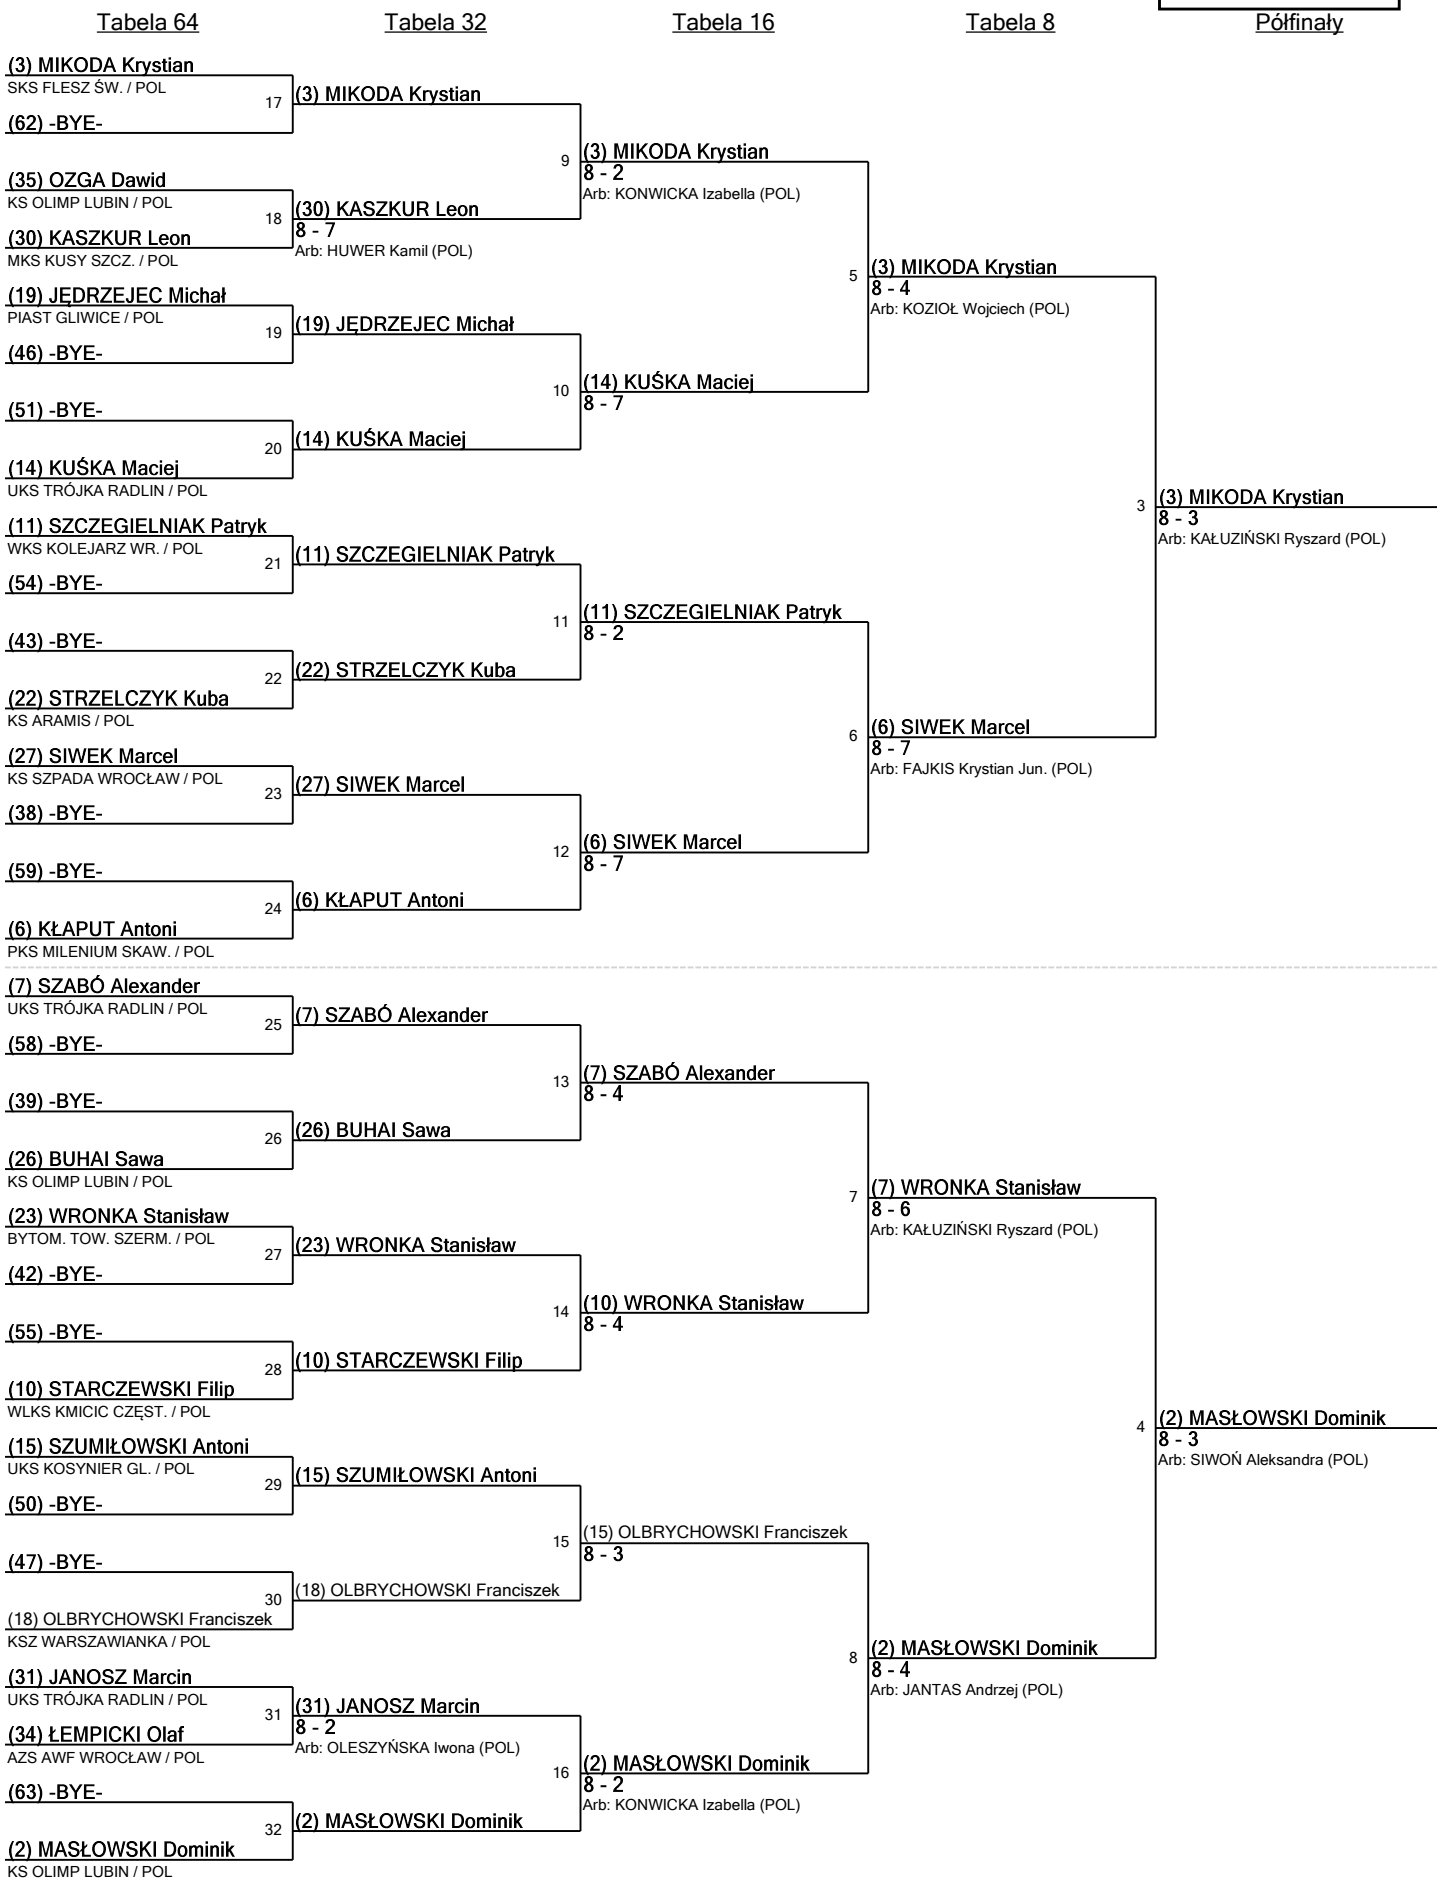 Tabela 64
Tabela 32
Tabela 16
Tabela 8
Półfinały
(3) MIKODA Krystian
SKS FLESZ ŚW. / POL
17
(62) -BYE-
(35) OZGA Dawid
KS OLIMP LUBIN / POL
18
(30) KASZKUR Leon
MKS KUSY SZCZ. / POL
(19) JĘDRZEJEC Michał
PIAST GLIWICE / POL
19
(46) -BYE-
(51) -BYE-
20
(14) KUŚKA Maciej
UKS TRÓJKA RADLIN / POL
(11) SZCZEGIELNIAK Patryk
WKS KOLEJARZ WR. / POL
21
(54) -BYE-
(43) -BYE-
22
(22) STRZELCZYK Kuba
KS ARAMIS / POL
(27) SIWEK Marcel
KS SZPADA WROCŁAW / POL
23
(38) -BYE-
(59) -BYE-
24
(6) KŁAPUT Antoni
PKS MILENIUM SKAW. / POL
(7) SZABÓ Alexander
UKS TRÓJKA RADLIN / POL
25
(58) -BYE-
(39) -BYE-
26
(26) BUHAI Sawa
KS OLIMP LUBIN / POL
(23) WRONKA Stanisław
BYTOM. TOW. SZERM. / POL
27
(42) -BYE-
(55) -BYE-
28
(10) STARCZEWSKI Filip
WLKS KMICIC CZĘST. / POL
(15) SZUMIŁOWSKI Antoni
UKS KOSYNIER GL. / POL
29
(50) -BYE-
(47) -BYE-
30
(18) OLBRYCHOWSKI Franciszek
KSZ WARSZAWIANKA / POL
(31) JANOSZ Marcin
UKS TRÓJKA RADLIN / POL
31
(34) ŁEMPICKI Olaf
AZS AWF WROCŁAW / POL
(63) -BYE-
32
(2) MASŁOWSKI Dominik
KS OLIMP LUBIN / POL
(3) MIKODA Krystian
9
(30) KASZKUR Leon
8 - 7
Arb: HUWER Kamil (POL)
(19) JĘDRZEJEC Michał
10
(14) KUŚKA Maciej
(11) SZCZEGIELNIAK Patryk
11
(22) STRZELCZYK Kuba
(27) SIWEK Marcel
12
(6) KŁAPUT Antoni
(7) SZABÓ Alexander
13
(26) BUHAI Sawa
(23) WRONKA Stanisław
14
(10) STARCZEWSKI Filip
(15) SZUMIŁOWSKI Antoni
15
(18) OLBRYCHOWSKI Franciszek
(31) JANOSZ Marcin
8 - 2
Arb: OLESZYŃSKA Iwona (POL)
16
(2) MASŁOWSKI Dominik
(3) MIKODA Krystian
8 - 2
Arb: KONWICKA Izabella (POL)
5
(14) KUŚKA Maciej
8 - 7
(11) SZCZEGIELNIAK Patryk
8 - 2
6
(6) SIWEK Marcel
8 - 7
(7) SZABÓ Alexander
8 - 4
7
(10) WRONKA Stanisław
8 - 4
(15) OLBRYCHOWSKI Franciszek
8 - 3
8
(2) MASŁOWSKI Dominik
8 - 2
Arb: KONWICKA Izabella (POL)
(3) MIKODA Krystian
8 - 4
Arb: KOZIOŁ Wojciech (POL)
3
(6) SIWEK Marcel
8 - 7
Arb: FAJKIS Krystian Jun. (POL)
(7) WRONKA Stanisław
8 - 6
Arb: KAŁUZIŃSKI Ryszard (POL)
4
(2) MASŁOWSKI Dominik
8 - 4
Arb: JANTAS Andrzej (POL)
(3) MIKODA Krystian
8 - 3
Arb: KAŁUZIŃSKI Ryszard (POL)
(2) MASŁOWSKI Dominik
8 - 3
Arb: SIWOŃ Aleksandra (POL)